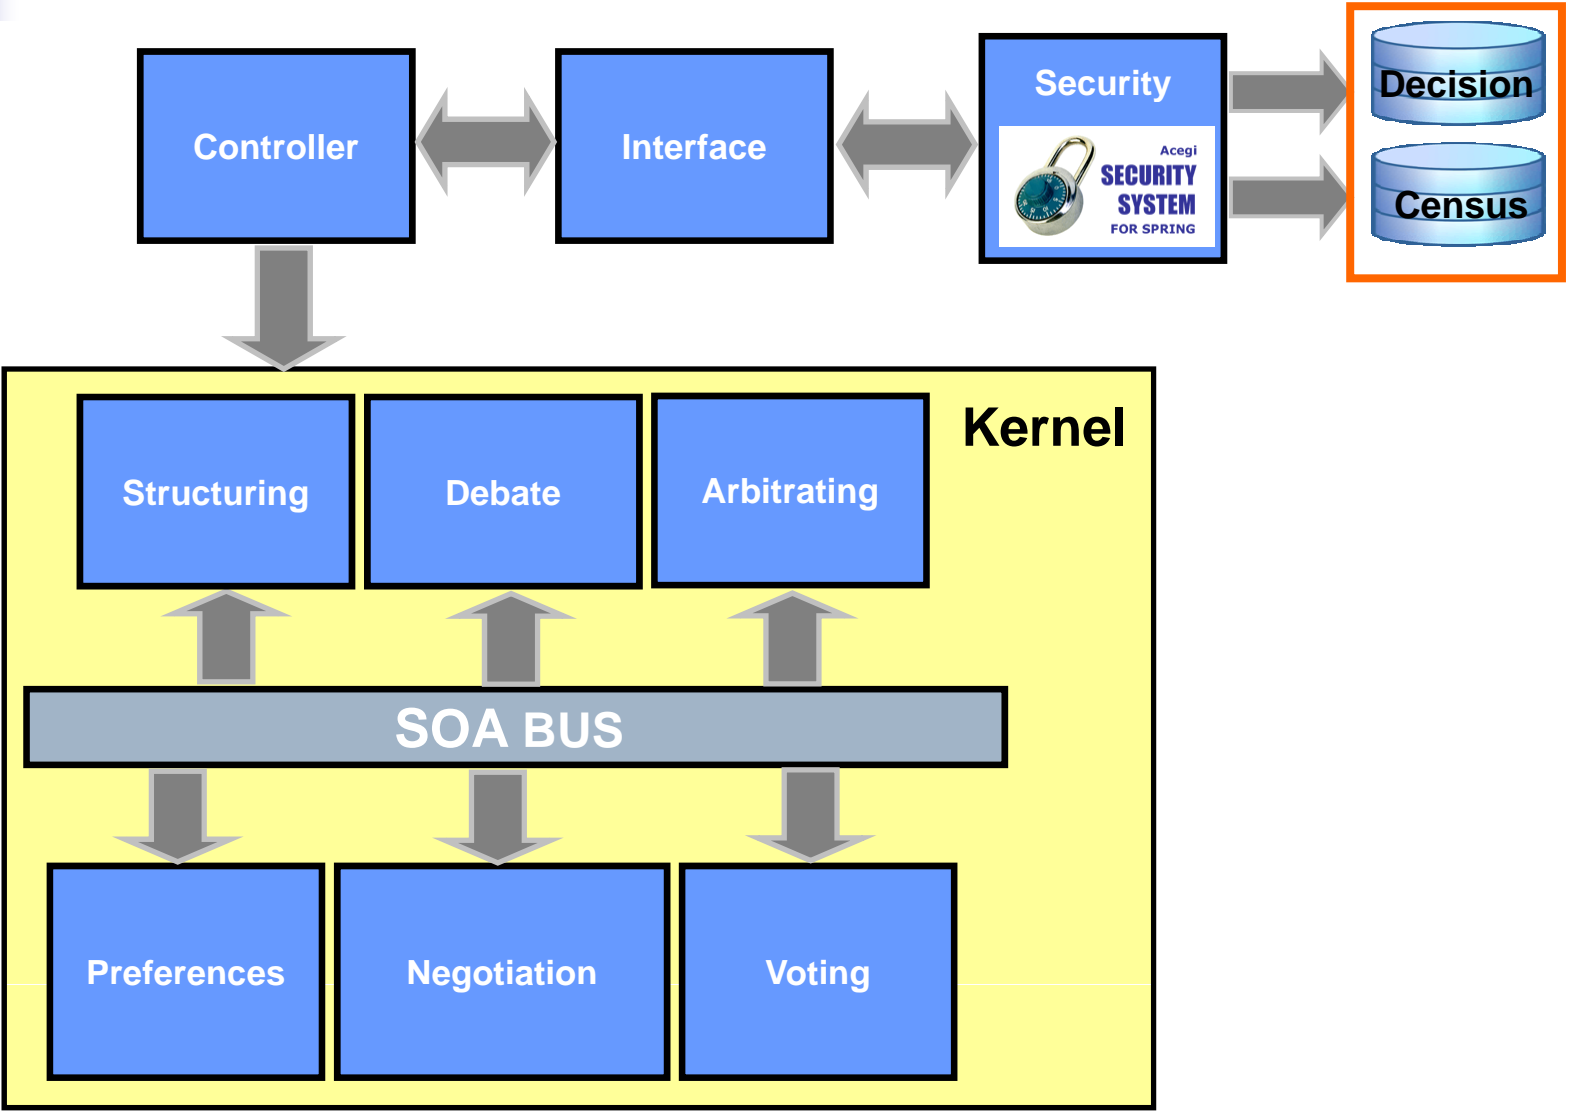 Controller
Interface
Security
Acegi
SECURITY
SYSTEM
FOR SPRING
Decision
Census
Kernel
Structuring
Debate
Arbitrating
SOA BUS
Preferences
Negotiation
Voting